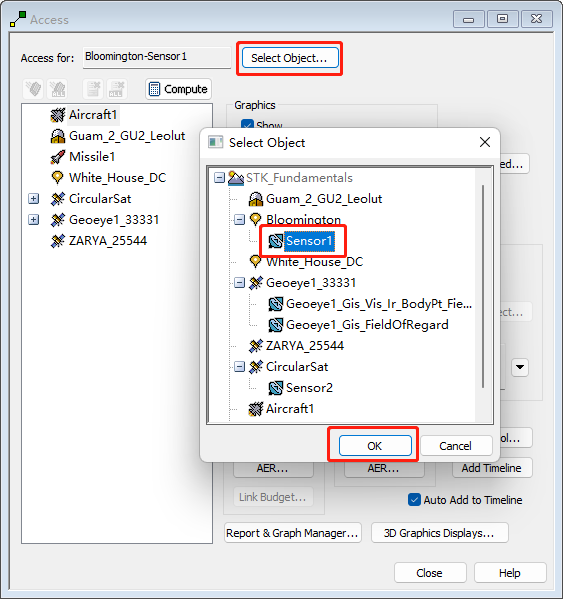 Access
Access for: Bloomington-Sensor1 Select Object...
ALL ALL Compute
Aircraft1
Guam_2_GU2_Leolut
Missile1
White_House_DC
CircularSat
Geoeye1_33331
ZARYA_25544
Graphics
Show
Select Object
STK_Fundamentals
Guam_2_GU2_Leolut
Bloomington
Sensor1
White_House_DC
Geoeye1_33331
Geoeye1_Gis_Vis_Ir_BodyPt_Fie...
Geoeye1_Gis_FieldOfRegard
ZARYA_25544
CircularSat
Sensor2
Aircraft1
OK Cancel
ed...
ect...
ol...
AER... AER... Add Timeline
Link Budget... Auto Add to Timeline
Report & Graph Manager... 3D Graphics Displays...
Close Help